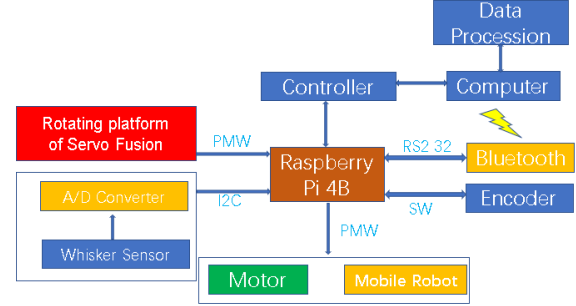 Data
Procession
Controller
Computer
Rotating platform
of Servo Fusion
PMW
Raspberry
Pi 4B
RS2 32
Bluetooth
A/D Converter
I2C
SW
Encoder
Whisker Sensor
PMW
Motor
Mobile Robot